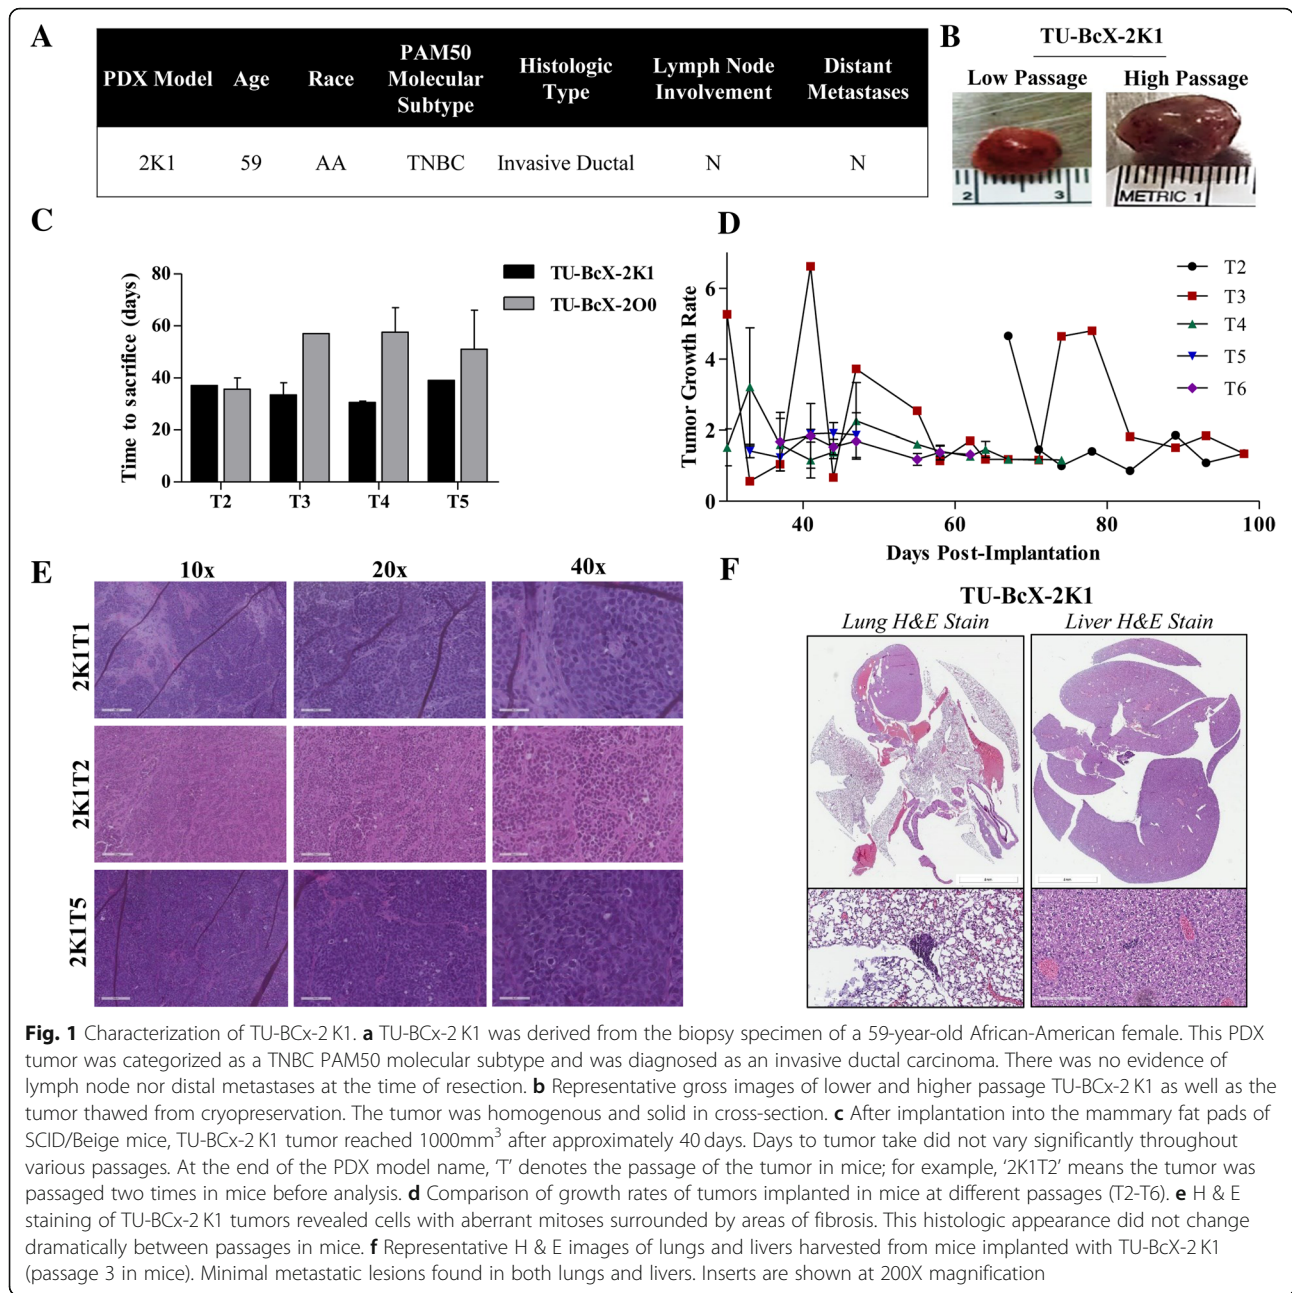 A
PDX Model Age Race PAM50 Molecular Subtype Histologic Type Lymph Node Involvement Distant Metastases
2K1 59 AA TNBC Invasive Ductal N N
B
TU-BcX-2K1
Low Passage High Passage
2 3 METRIC 1
C
Time to sacrifice (days)
80
60
40
20
0
T2 T3 T4 T5
TU-BcX-2K1
TU-BcX-2O0
D
Tumor Growth Rate
6
4
2
0
40 60 80 100
Days Post-Implantation
T2
T3
T4
T5
T6
E
10x 20x 40x
2K1T1
2K1T2
2K1T5
F
TU-BcX-2K1
Lung H&E Stain Liver H&E Stain
Fig. 1 Characterization of TU-BCx-2 K1. a TU-BCx-2 K1 was derived from the biopsy specimen of a 59-year-old African-American female. This PDX
tumor was categorized as a TNBC PAM50 molecular subtype and was diagnosed as an invasive ductal carcinoma. There was no evidence of
lymph node nor distal metastases at the time of resection. b Representative gross images of lower and higher passage TU-BCx-2 K1 as well as the
tumor thawed from cryopreservation. The tumor was homogenous and solid in cross-section. c After implantation into the mammary fat pads of
SCID/Beige mice, TU-BCx-2 K1 tumor reached 1000mm³ after approximately 40 days. Days to tumor take did not vary significantly throughout
various passages. At the end of the PDX model name, ‘T’ denotes the passage of the tumor in mice; for example, ‘2K1T2’ means the tumor was
passaged two times in mice before analysis. d Comparison of growth rates of tumors implanted in mice at different passages (T2-T6). e H & E
staining of TU-BCx-2 K1 tumors revealed cells with aberrant mitoses surrounded by areas of fibrosis. This histologic appearance did not change
dramatically between passages in mice. f Representative H & E images of lungs and livers harvested from mice implanted with TU-BcX-2 K1
(passage 3 in mice). Minimal metastatic lesions found in both lungs and livers. Inserts are shown at 200X magnification